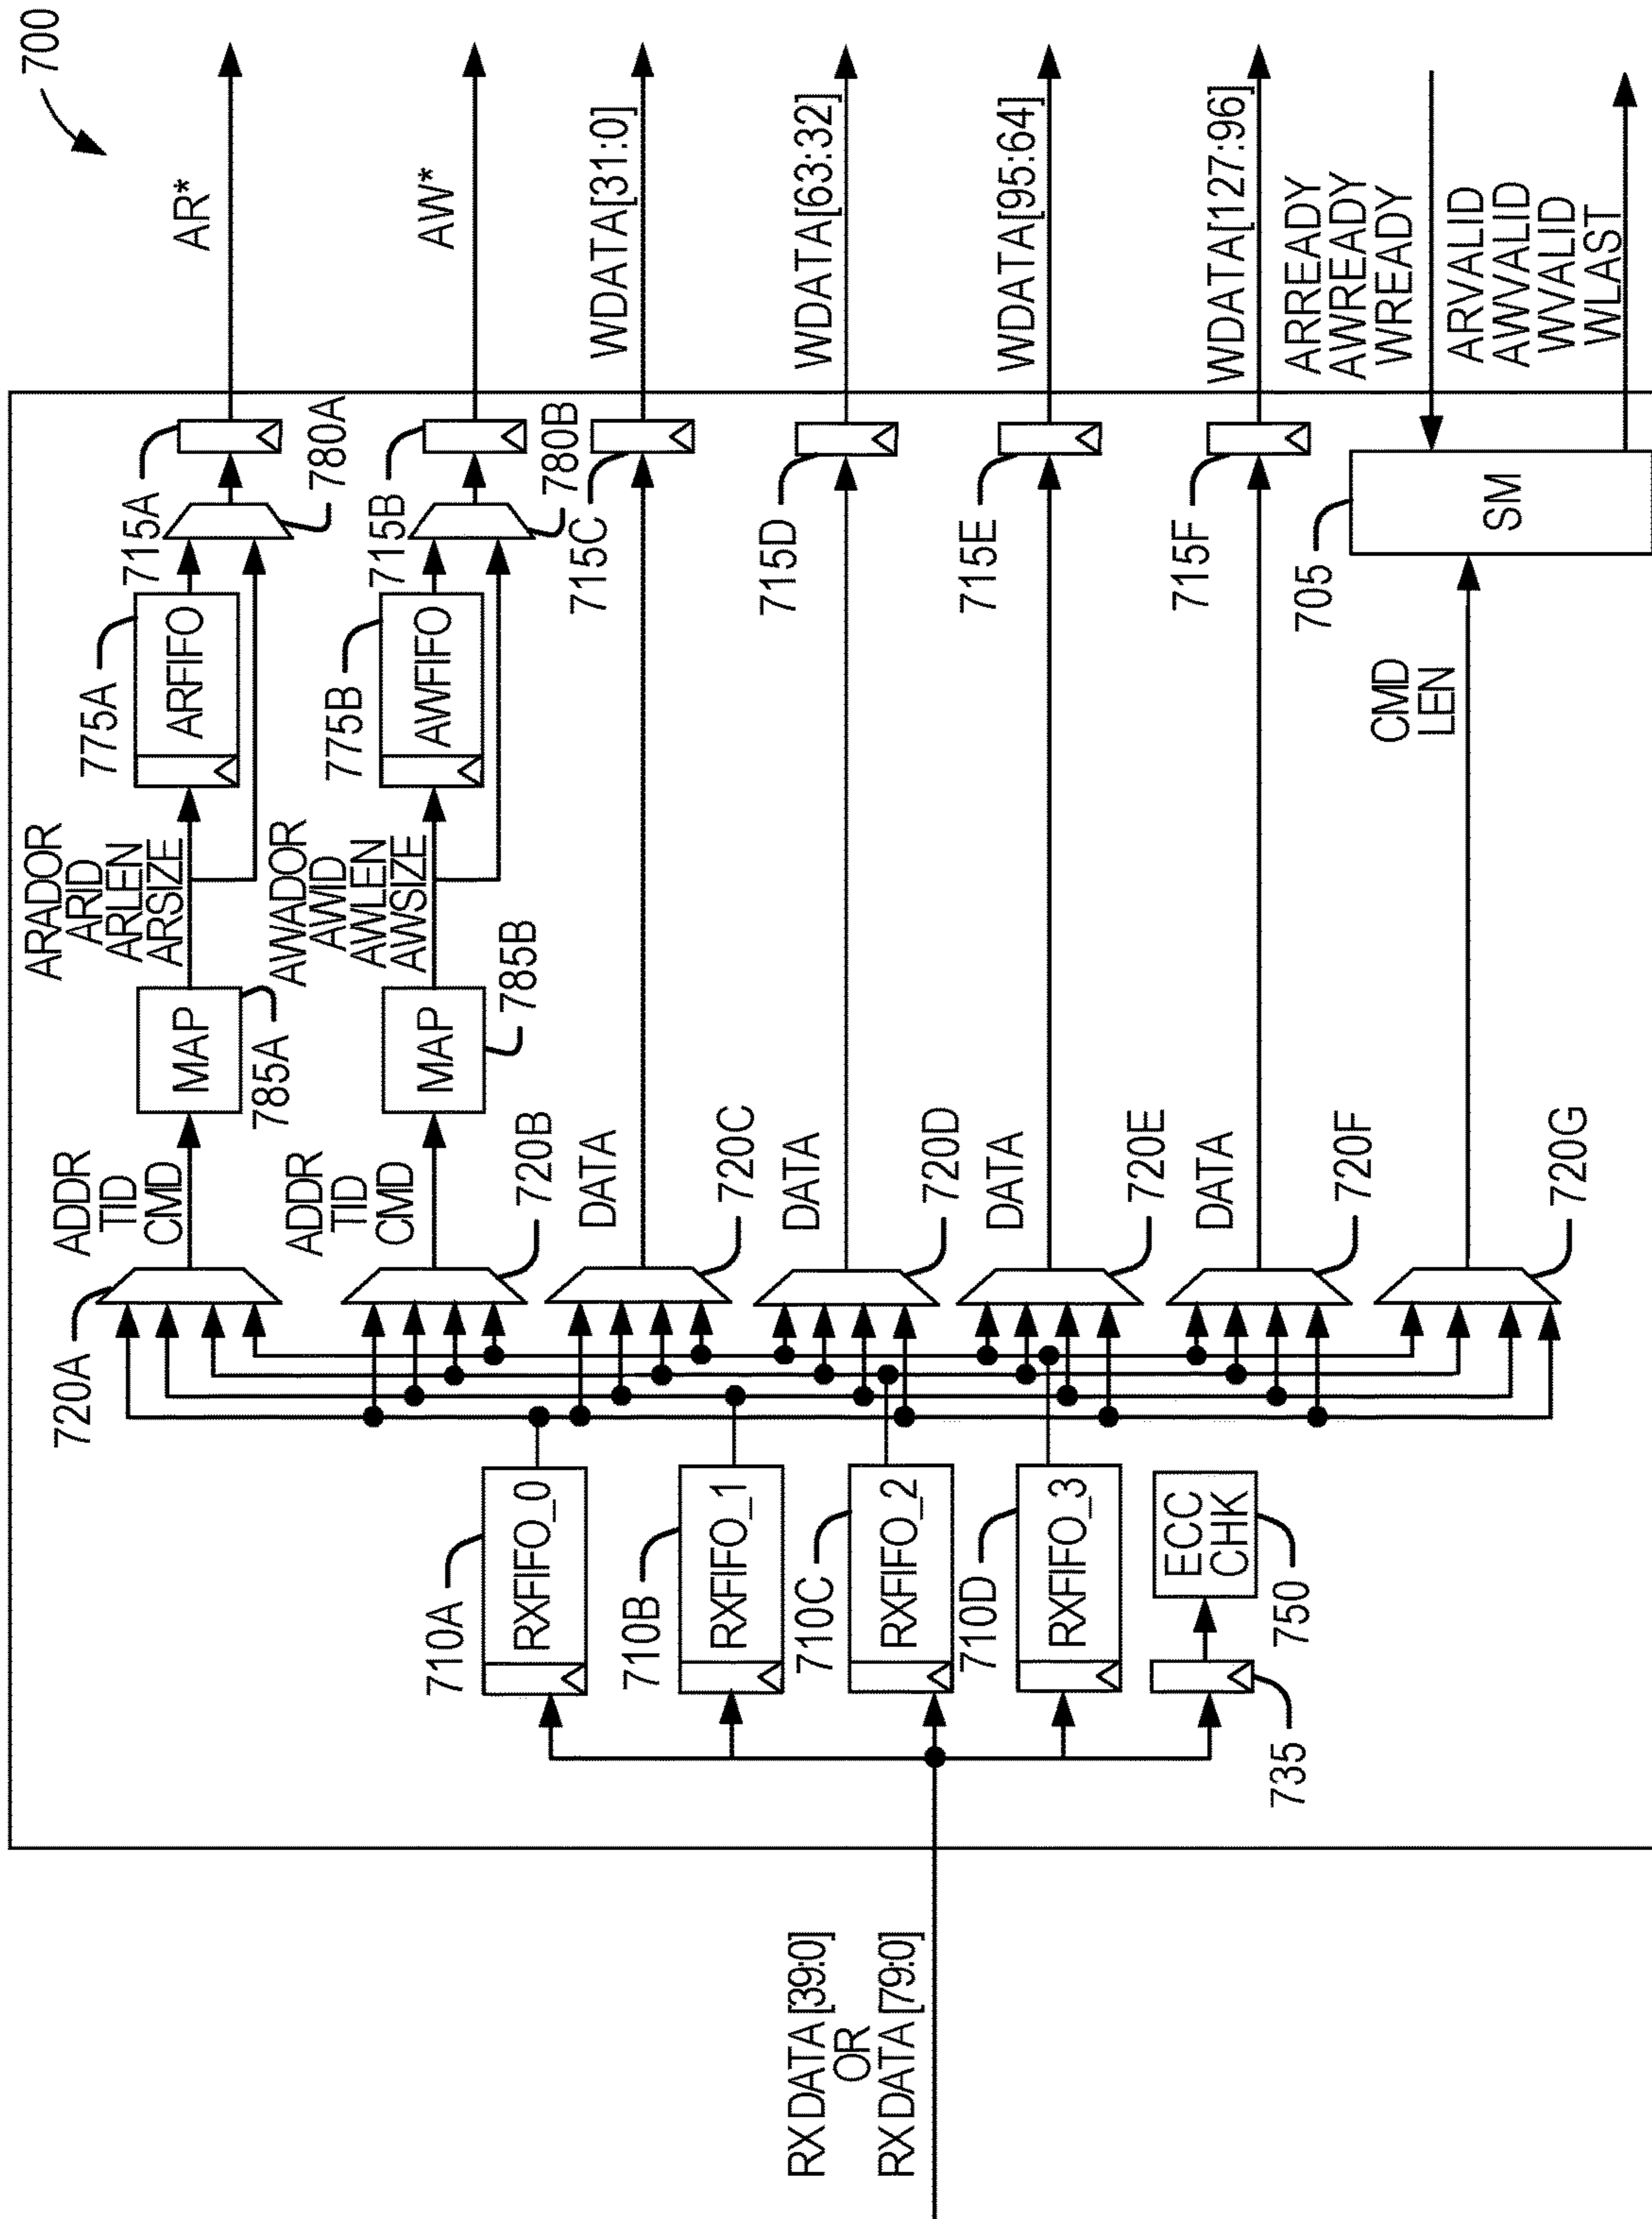 700
AR*
AW*
WDATA[31:0]
WDATA[63:32]
WDATA[95:64]
WDATA[127:96]
ARREADY
AWREADY
WREADY
ARVALID
AWVALID
WVALID
WLAST
715A
780A
715B
780B
715C
715D
715E
715F
705
SM
775A
ARFIFO
775B
AWFIFO
CMD
LEN
ARADOR
ARID
ARLEN
ARSIZE
AWADOR
AWID
AWLEN
AWSIZE
MAP
785A
MAP
785B
ADDR
TID
CMD
ADDR
TID
CMD
DATA
DATA
DATA
DATA
720A
720B
720C
720D
720E
720F
720G
710A
RXFIFO_0
710B
RXFIFO_1
710C
RXFIFO_2
710D
RXFIFO_3
ECC
CHK
750
735
RX DATA [39:0]
OR
RX DATA [79:0]